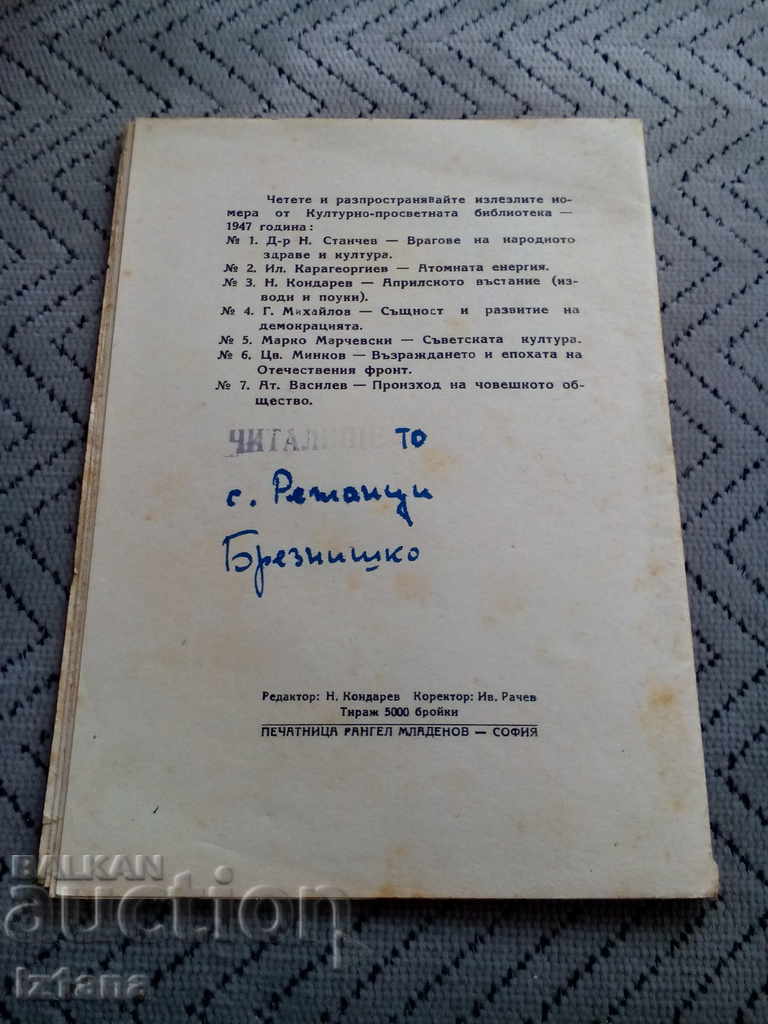 Четете и разпространявайте излезлите но-
мера от Културно-просветната библиотека —
1947 година:
№ 1. Д-р Н. Станчев — Врагове на народното
здраве и култура.
№ 2. Ил. Карагеоргиев — Атомната енергия.
№ 3. Н. Кондарев — Априлското въстание (из-
води и поуки).
№ 4. Г. Михайлов — Същност и развитие на
демокрацията.
№ 5. Марко Марчевски — Съветската култура.
№ 6. Цв. Минков — Възраждането и епохата на
Отечествения фронт.
№ 7. Ат. Василев — Произход на човешкото об-
щество.
ЧИТАЛИЩЕ ТО
с. Режанци
Брезнишко
Редактор: Н. Кондарев Коректор: Ив. Рачев
Тираж 5000 бройки
ПЕЧАТНИЦА РАНГЕЛ МЛАДЕНОВ — СОФИЯ
BALKAN
auction
Iztana